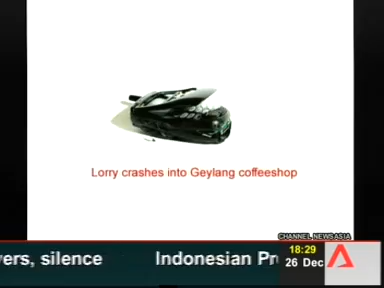 Lorry crashes into Geylang coffeeshop
CHANNEL NEWSASIA
18:29
vers, silence Indonesian Pr
26 Dec